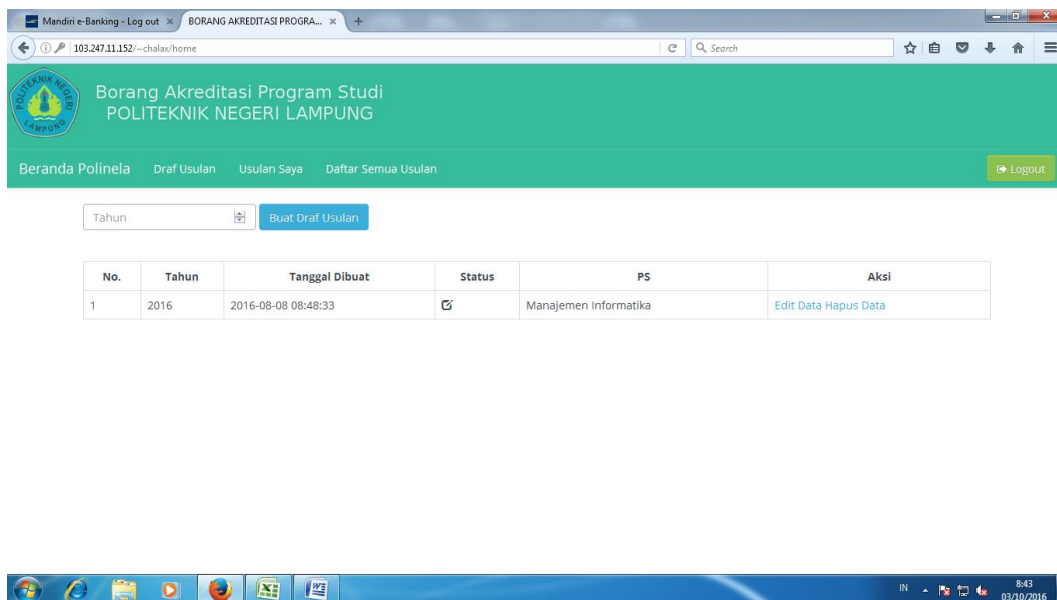 Mandiri e-Banking - Log out
BORANG AKREDITASI PROGRA...
103.247.11.152/~chalax/home
Search
POLITEKNIK NEGERI
LAMPUNG
Borang Akreditasi Program Studi
POLITEKNIK NEGERI LAMPUNG
Beranda Polinela Draf Usulan Usulan Saya Daftar Semua Usulan Logout
Tahun Buat Draf Usulan
No. Tahun Tanggal Dibuat Status PS Aksi
1 2016 2016-08-08 08:48:33 Manajemen Informatika Edit Data Hapus Data
IN 8:43
03/10/2016